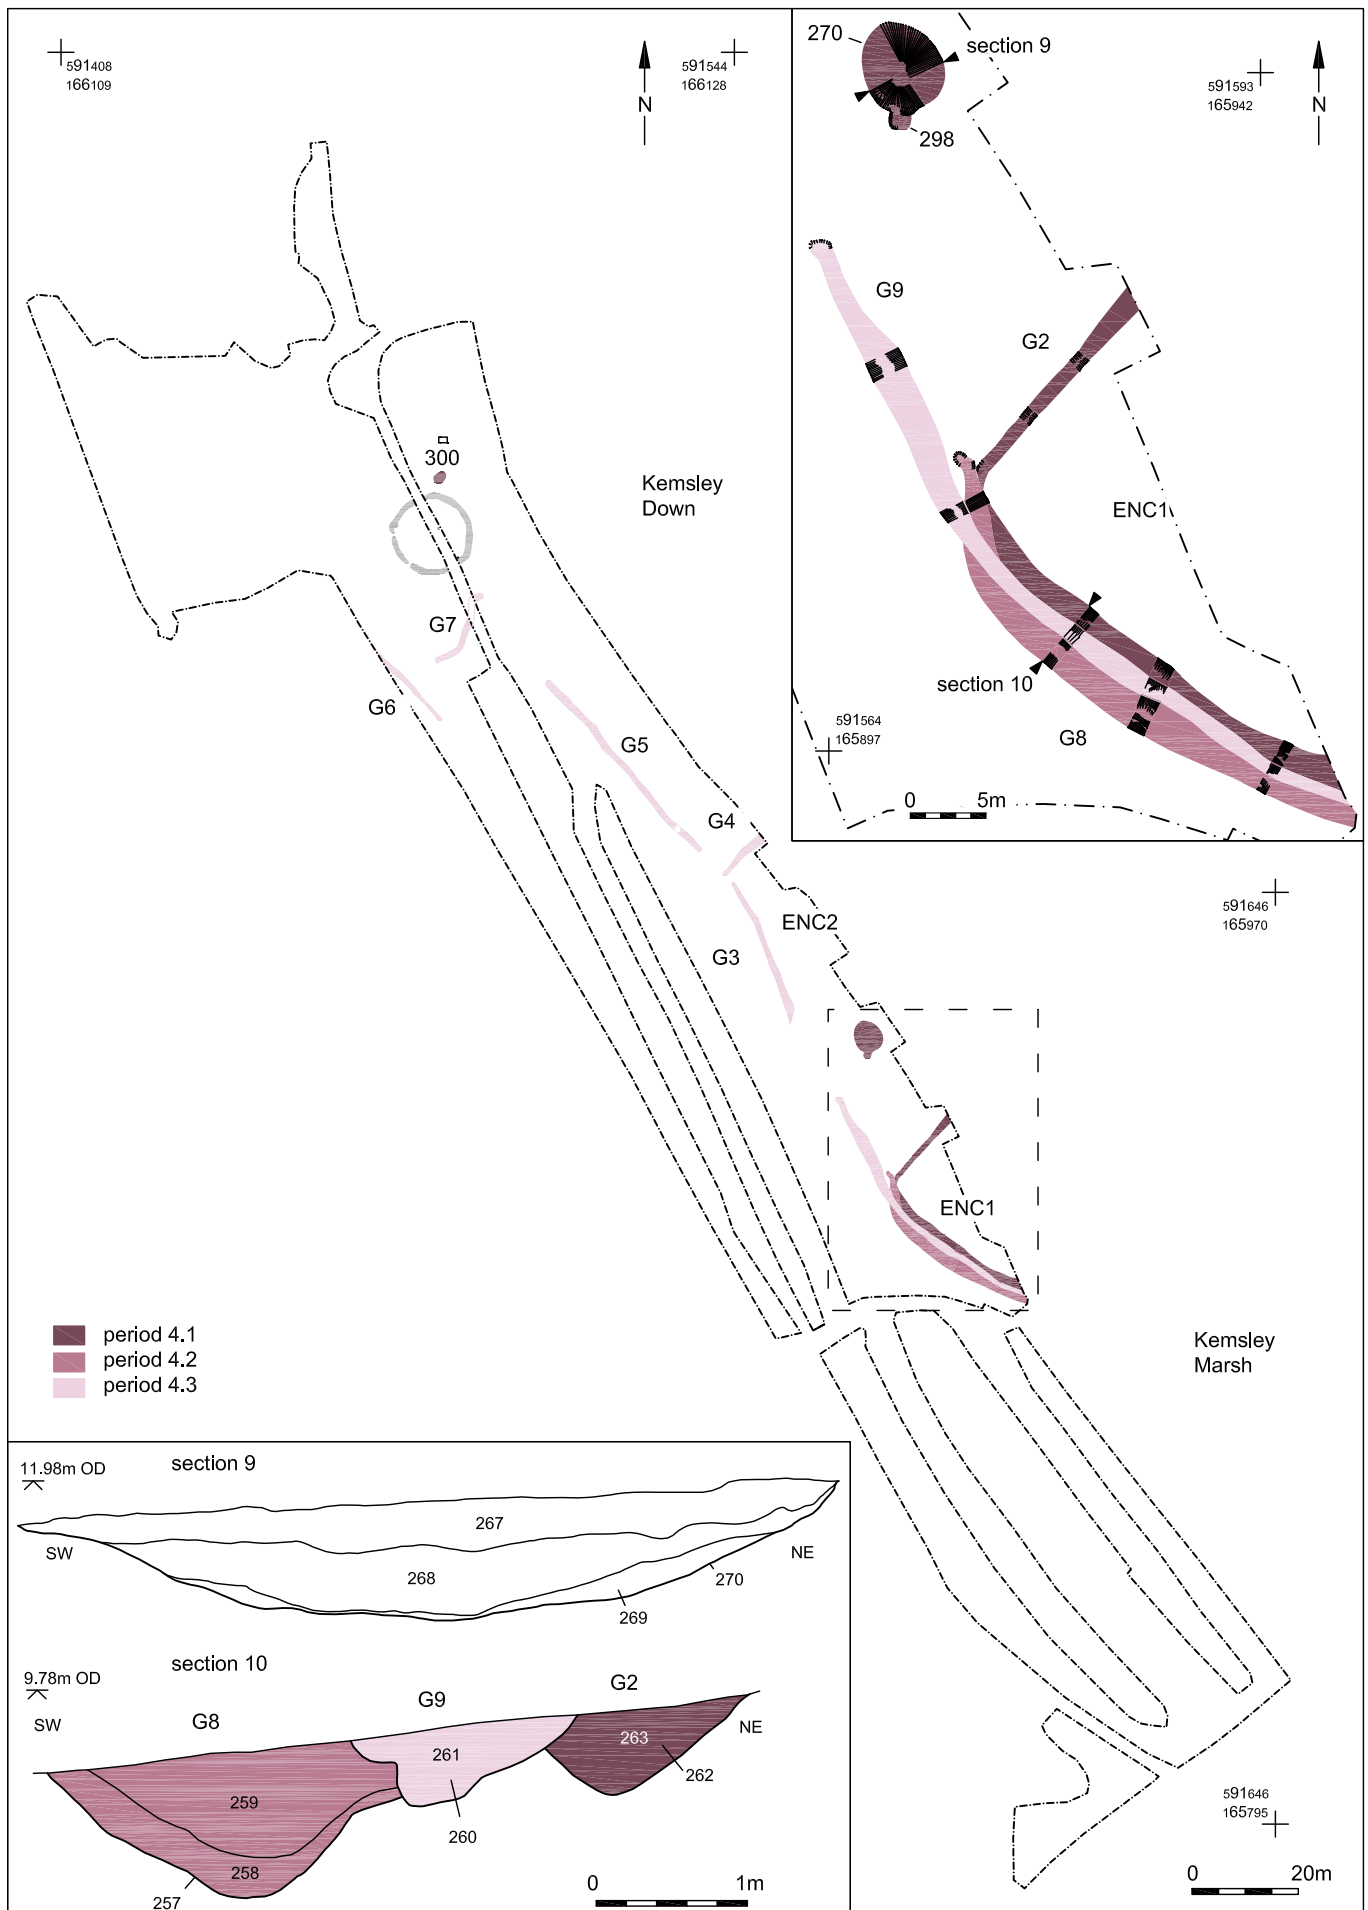 591408
166109
591544
166128
N
300
Kemsley
Down
G7
G6
G5
G4
ENC2
G3
ENC1
591646
165970
Kemsley
Marsh
591646
165795
0 20m
period 4.1
period 4.2
period 4.3
270
section 9
298
591593
165942
N
G9
G2
ENC1
section 10
G8
591564
165897
0 5m
section 9
11.98m OD
267
SW
NE
268
270
269
section 10
9.78m OD
G9
G2
SW
G8
NE
263
261
262
259
260
258
257
0 1m